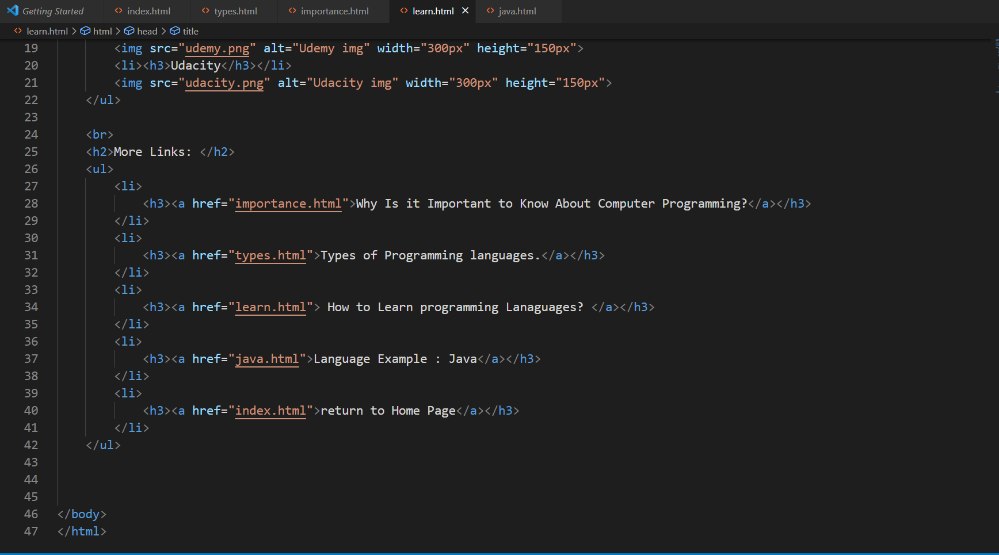 Getting Started index.html types.html importance.html learn.html java.html
learn.html > html > head > title
19 <img src="udemy.png" alt="Udemy img" width="300px" height="150px">
20 <li><h3>Udacity</h3></li>
21 <img src="udacity.png" alt="Udacity img" width="300px" height="150px">
22 </ul>
23
24 <br>
25 <h2>More Links: </h2>
26 <ul>
27 <li>
28 <h3><a href="importance.html">Why Is it Important to Know About Computer Programming?</a></h3>
29 </li>
30 <li>
31 <h3><a href="types.html">Types of Programming languages.</a></h3>
32 </li>
33 <li>
34 <h3><a href="learn.html"> How to Learn programming Lanaguages? </a></h3>
35 </li>
36 <li>
37 <h3><a href="java.html">Language Example : Java</a></h3>
38 </li>
39 <li>
40 <h3><a href="index.html">return to Home Page</a></h3>
41 </li>
42 </ul>
43
44
45
46 </body>
47 </html>